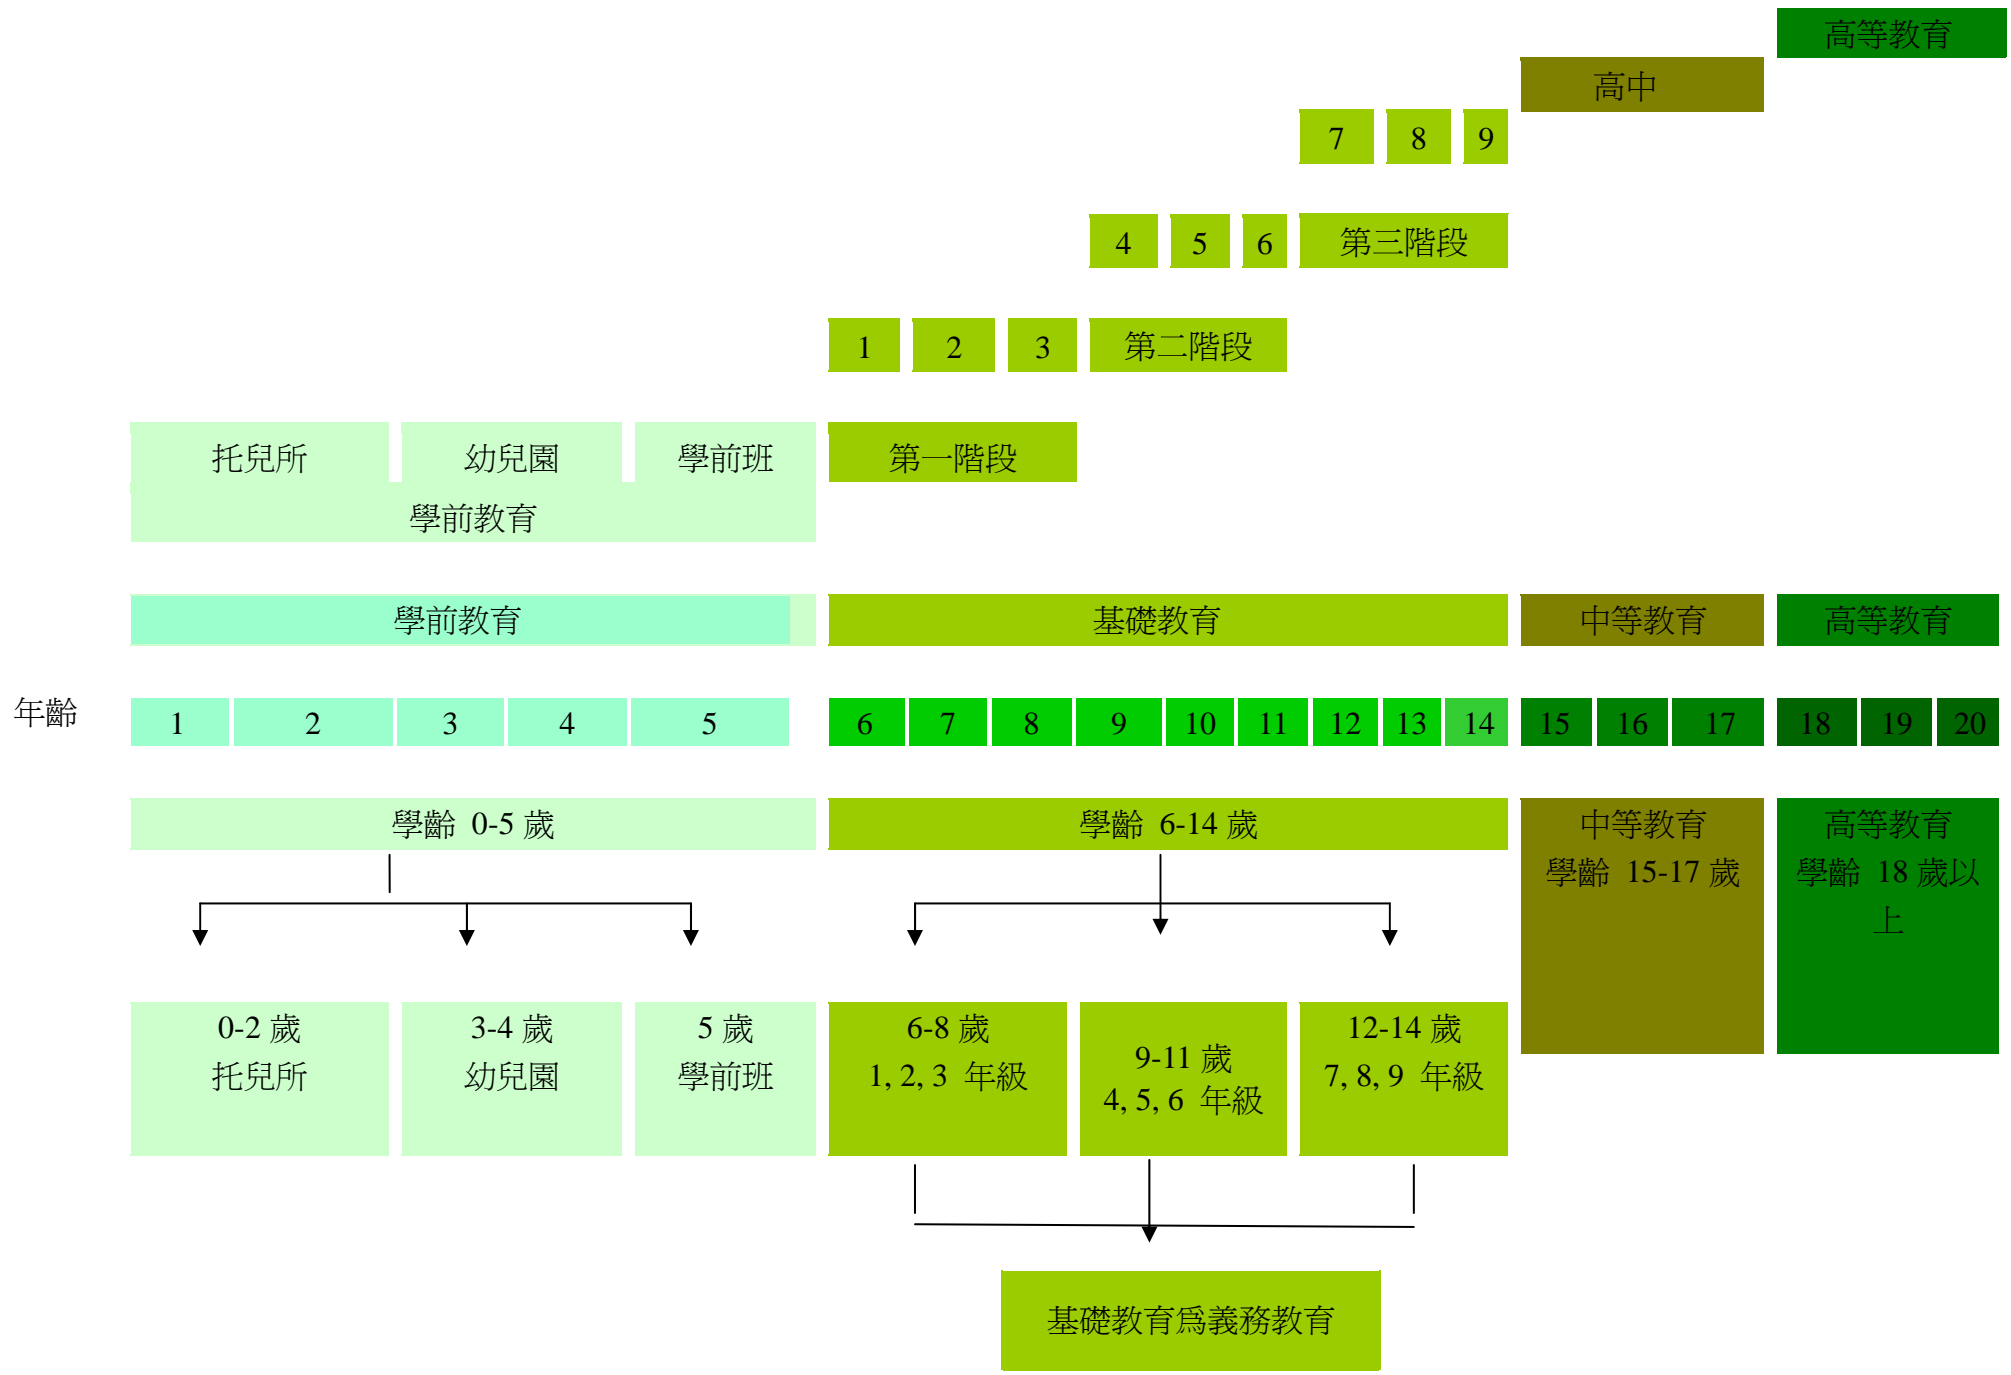 高等教育
高中
7 8 9
4 5 6 第三階段
1 2 3 第二階段
托兒所 幼兒園 學前班 第一階段
學前教育
學前教育 基礎教育 中等教育 高等教育
年齡 1 2 3 4 5 6 7 8 9 10 11 12 13 14 15 16 17 18 19 20
學齡 0-5 歲 學齡 6-14 歲 中等教育 高等教育
學齡 15-17 歲 學齡 18 歲以
上
0-2 歲 3-4 歲 5 歲 6-8 歲 12-14 歲
9-11 歲
托兒所 幼兒園 學前班 1, 2, 3 年級 7, 8, 9 年級
4, 5, 6 年級
基礎教育爲義務教育